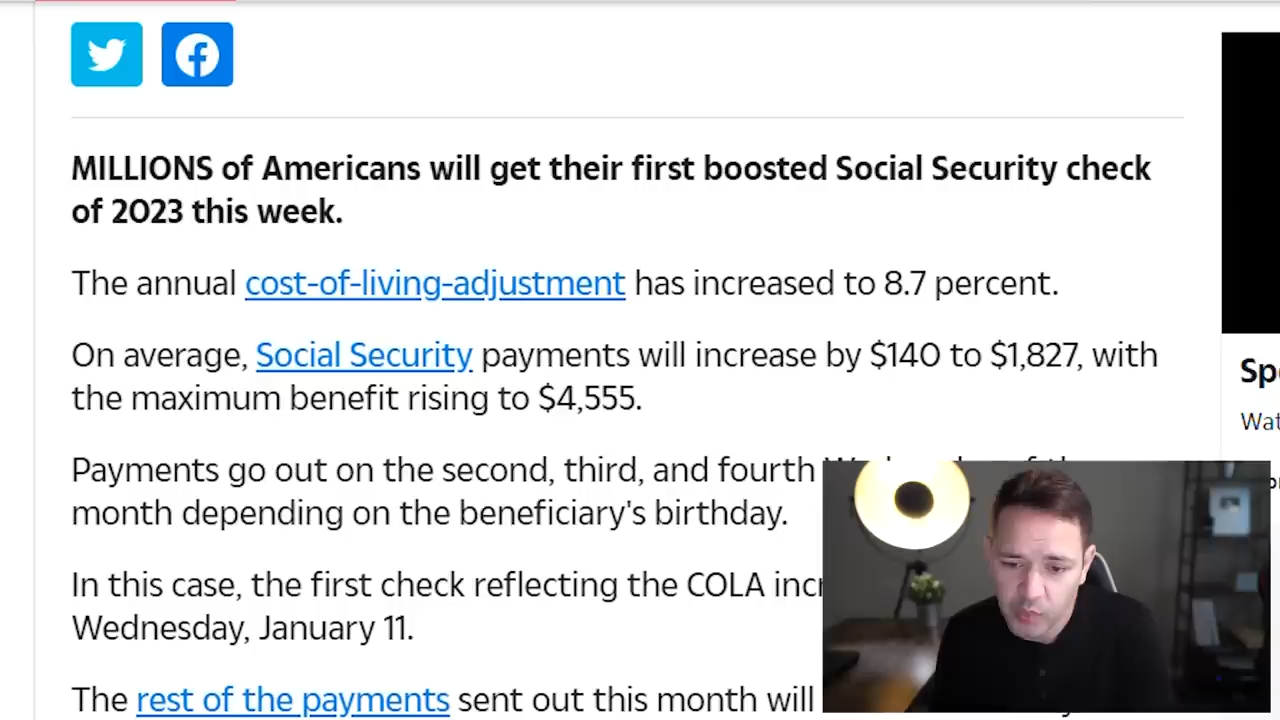 MILLIONS of Americans will get their first boosted Social Security check
of 2023 this week.
The annual cost-of-living-adjustment has increased to 8.7 percent.
On average, Social Security payments will increase by $140 to $1,827, with
the maximum benefit rising to $4,555.
Payments go out on the second, third, and fourth
month depending on the beneficiary's birthday.
In this case, the first check reflecting the COLA
Wednesday, January 11.
The rest of the payments sent out this month will